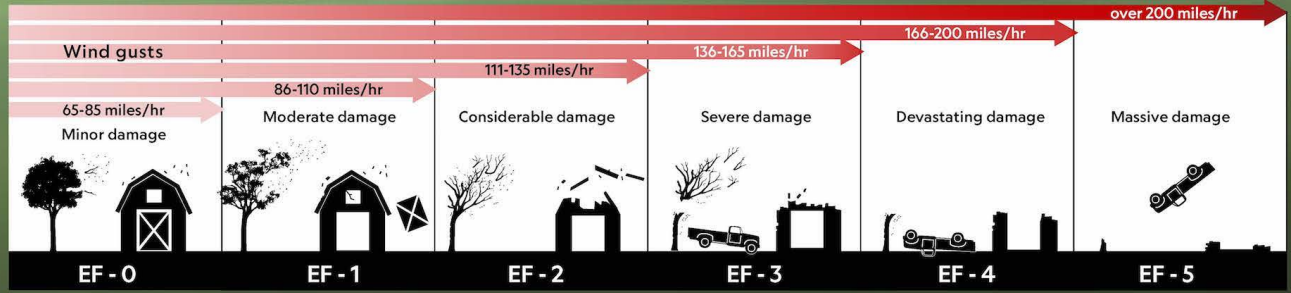 over 200 miles/hr
166-200 miles/hr
Wind gusts
136-165 miles/hr
111-135 miles/hr
86-110 miles/hr
65-85 miles/hr
Minor damage
Moderate damage
Considerable damage
Severe damage
Devastating damage
Massive damage
EF - 0
EF - 1
EF - 2
EF - 3
EF - 4
EF - 5